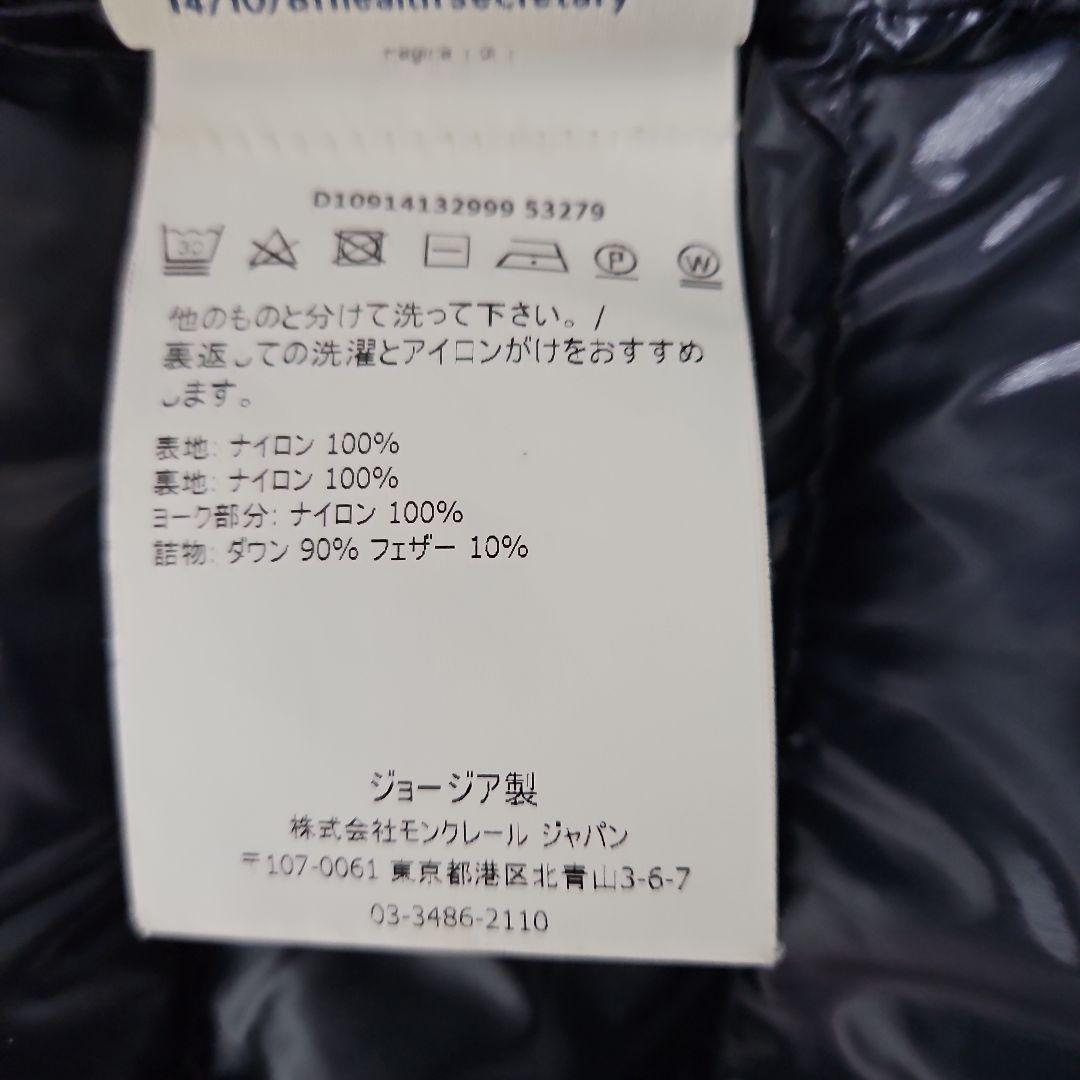 14/10/81healthsecretary
D10914132999 53279
30
P
W
他のものと分けて洗って下さい。/
裏返しての洗濯とアイロンがけをおすすめ
します。
表地: ナイロン 100%
裏地: ナイロン 100%
ヨーク部分: ナイロン 100%
詰物: ダウン 90% フェザー 10%
ジョージア製
株式会社モンクレール ジャパン
〒107-0061 東京都港区北青山3-6-7
03-3486-2110